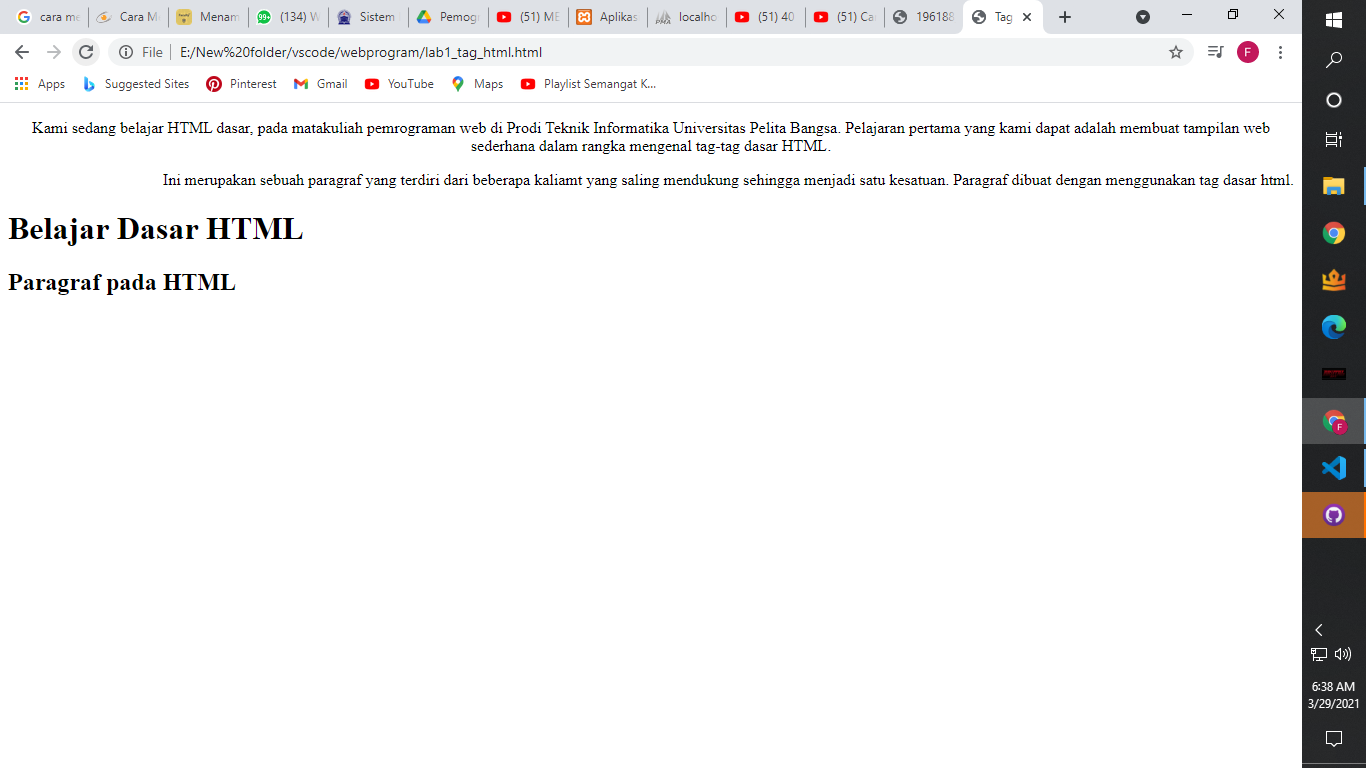 cara me
Cara M
Menam
99+ (134) W
Sistem
Pemog
(51) ME
Aplikas
localho
(51) 40
(51) Ca
196188
Tag
File | E:/New%20folder/vscode/webprogram/lab1_tag_html.html
F
Apps Suggested Sites Pinterest Gmail YouTube Maps Playlist Semangat K...
Kami sedang belajar HTML dasar, pada matakuliah pemrograman web di Prodi Teknik Informatika Universitas Pelita Bangsa. Pelajaran pertama yang kami dapat adalah membuat tampilan web
sederhana dalam rangka mengenal tag-tag dasar HTML.
Ini merupakan sebuah paragraf yang terdiri dari beberapa kaliamt yang saling mendukung sehingga menjadi satu kesatuan. Paragraf dibuat dengan menggunakan tag dasar html.
Belajar Dasar HTML
Paragraf pada HTML
F
6:38 AM
3/29/2021